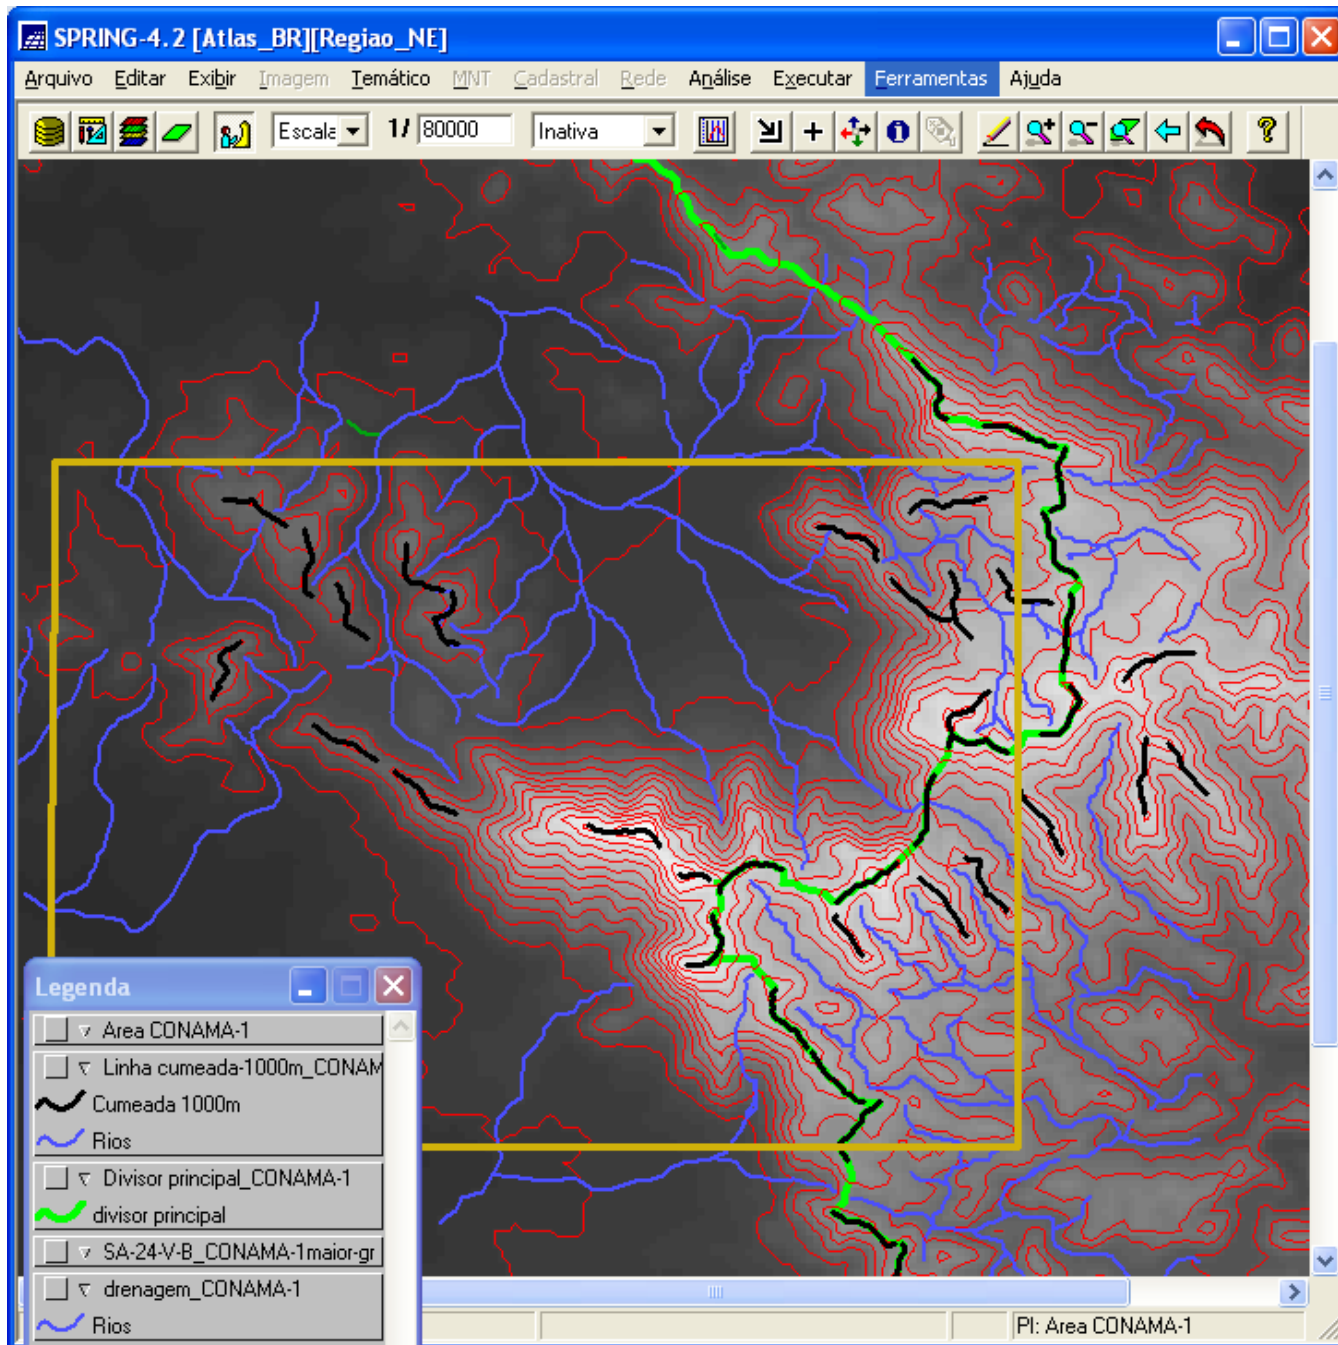 SPRING-4.2 [Atlas_BR][Regiao_NE]
Arquivo Editar Exibir Imagem Temático MNT Cadastral Rede Análise Executar Ferramentas Ajuda
Escala 1/ 80000 Inativa
Legenda
Area CONAMA-1
Linha cumeada-1000m_CONAM
Cumeada 1000m
Rios
Divisor principal_CONAMA-1
divisor principal
SA-24-V-B_CONAMA-1maior-gr
drenagem_CONAMA-1
Rios
PI: Area CONAMA-1